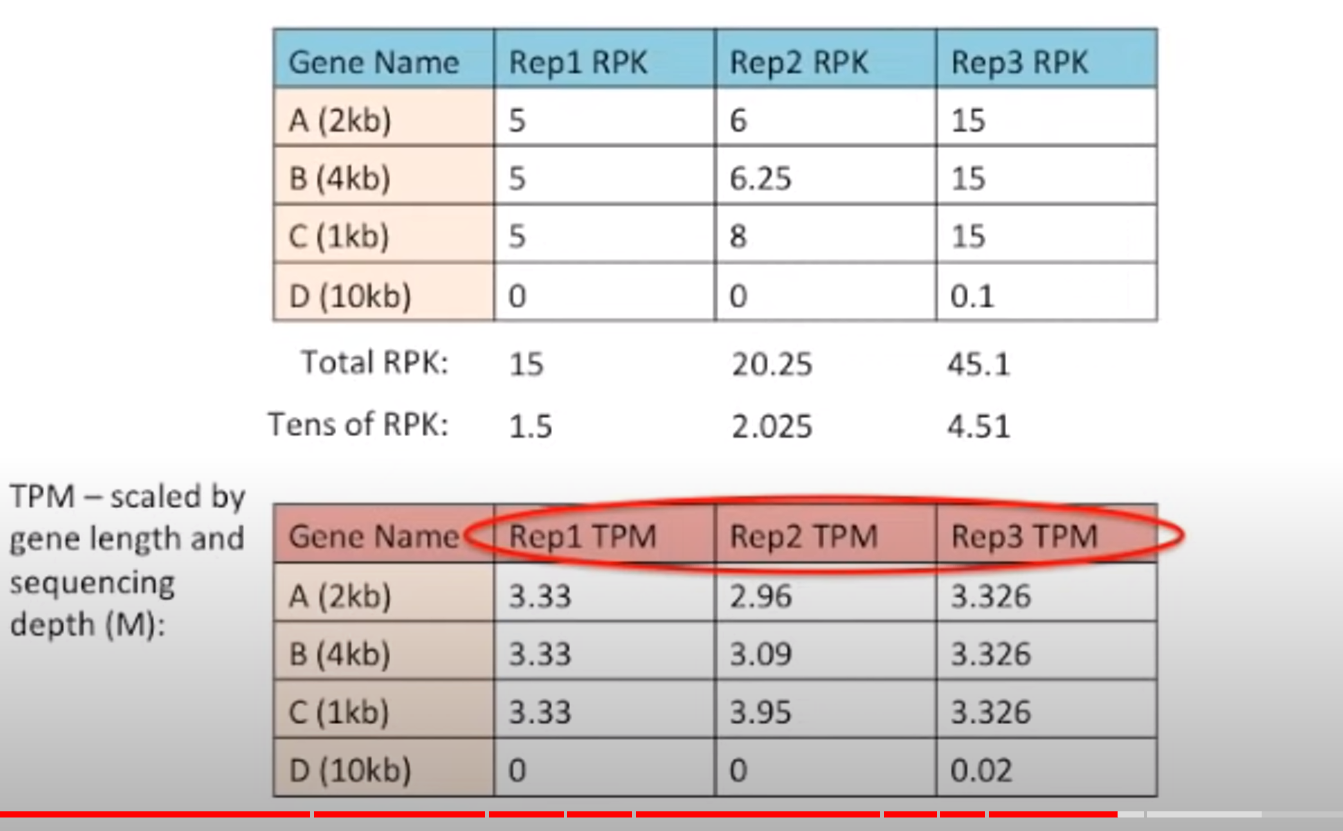 Gene Name Rep1 RPK Rep2 RPK Rep3 RPK
A (2kb) 5 6 15
B (4kb) 5 6.25 15
C (1kb) 5 8 15
D (10kb) 0 0 0.1
Total RPK: 15 20.25 45.1
Tens of RPK: 1.5 2.025 4.51
TPM – scaled by
gene length and
sequencing
depth (M):
Gene Name Rep1 TPM Rep2 TPM Rep3 TPM
A (2kb) 3.33 2.96 3.326
B (4kb) 3.33 3.09 3.326
C (1kb) 3.33 3.95 3.326
D (10kb) 0 0 0.02